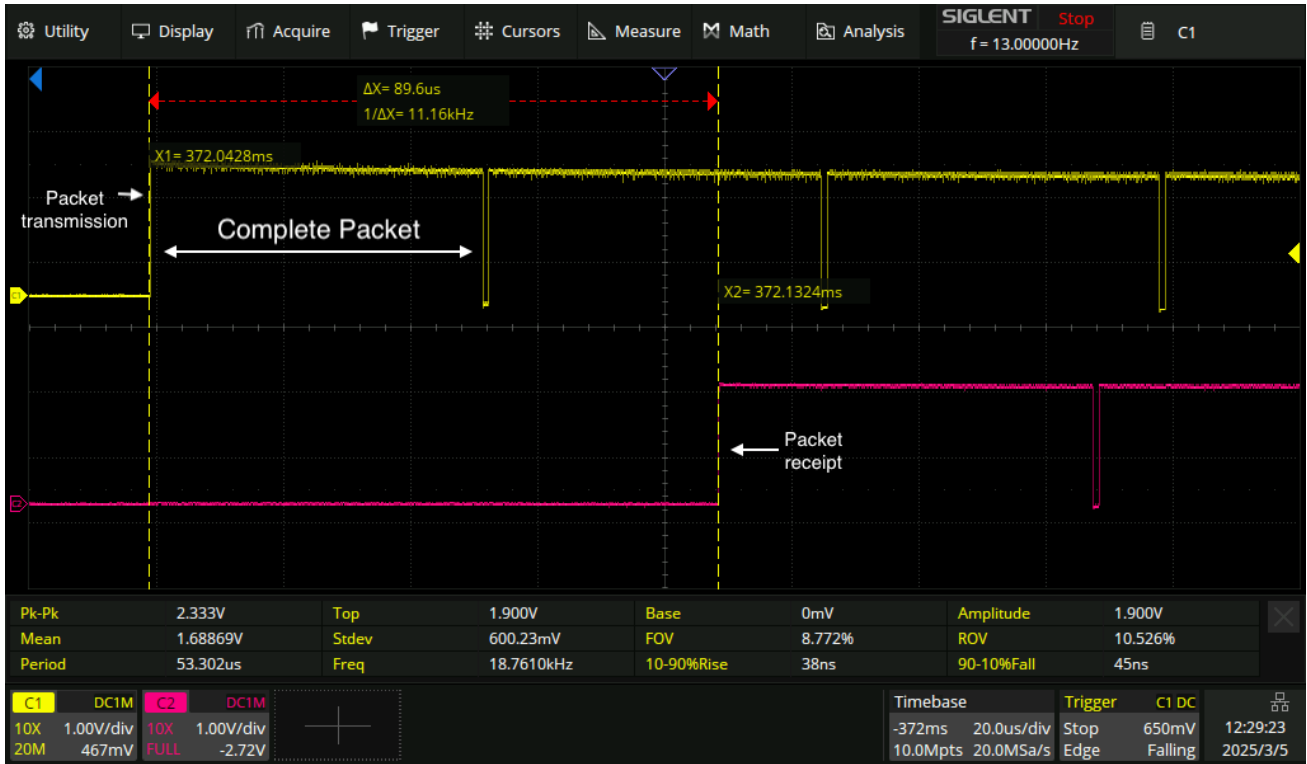 Utility Display Acquire Trigger Cursors Measure Math Analysis SIGLENT Stop C1
f = 13.00000Hz
ΔX= 89.6us
1/ΔX= 11.16kHz
X1= 372.0428ms
Packet
transmission
Complete Packet
C1
X2= 372.1324ms
Packet
receipt
C2
Pk-Pk 2.333V Top 1.900V Base 0mV Amplitude 1.900V
Mean 1.68869V Stdev 600.23mV FOV 8.772% ROV 10.526%
Period 53.302us Freq 18.7610kHz 10-90%Rise 38ns 90-10%Fall 45ns
C1 DC1M C2 DC1M Timebase Trigger C1 DC
10X 1.00V/div 10X 1.00V/div -372ms 20.0us/div Stop 650mV 12:29:23
20M 467mV FULL -2.72V 10.0Mpts 20.0MSa/s Edge Falling 2025/3/5